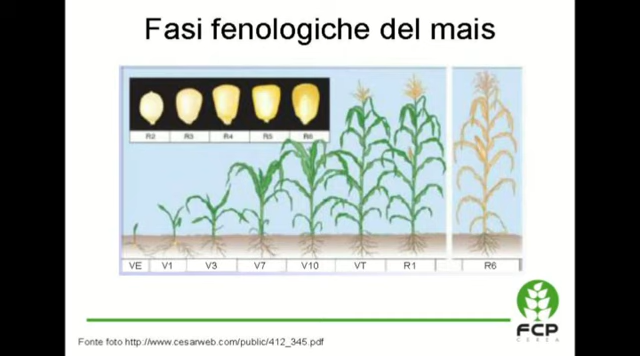 Fasi fenologiche del mais
R2 R3 R4 R5 R6
VE V1 V3 V7 V10 VT R1 R6
FCP
CEREA
Fonte foto http://www.cesarweb.com/public/412_345.pdf